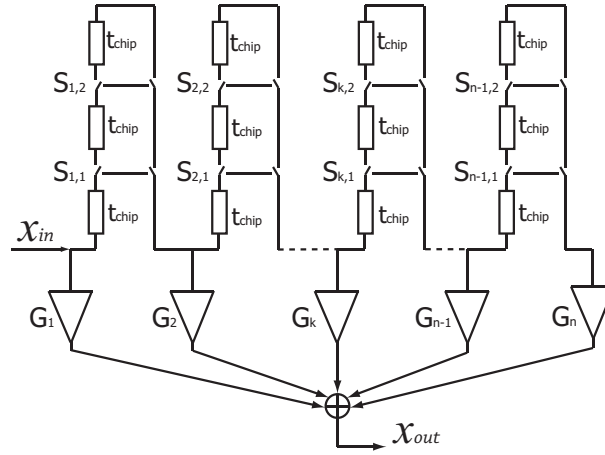 tchip tchip tchip tchip
S1,2 S2,2 Sk,2 Sn-1,2
tchip tchip tchip tchip
S1,1 S2,1 Sk,1 Sn-1,1
tchip tchip tchip tchip
xin
G1 G2 Gk Gn-1 Gn
xout